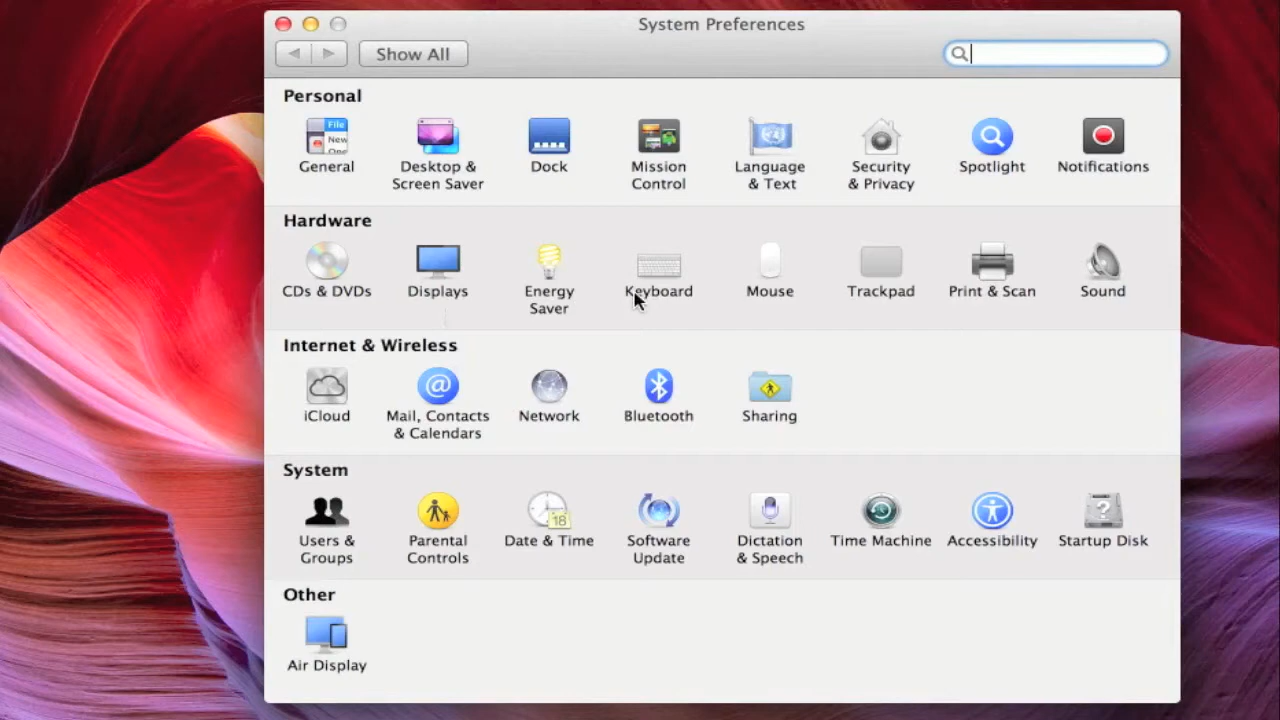 System Preferences
Show All
Personal
File
New
General
Desktop &
Screen Saver
Dock
Mission
Control
Language
& Text
Security
& Privacy
Spotlight
Notifications
Hardware
CDs & DVDs
Displays
Energy
Saver
Keyboard
Mouse
Trackpad
Print & Scan
Sound
Internet & Wireless
iCloud
@
Mail, Contacts
& Calendars
Network
Bluetooth
Sharing
System
Users &
Groups
Parental
Controls
18
Date & Time
Software
Update
Dictation
& Speech
Time Machine
Accessibility
?
Startup Disk
Other
Air Display